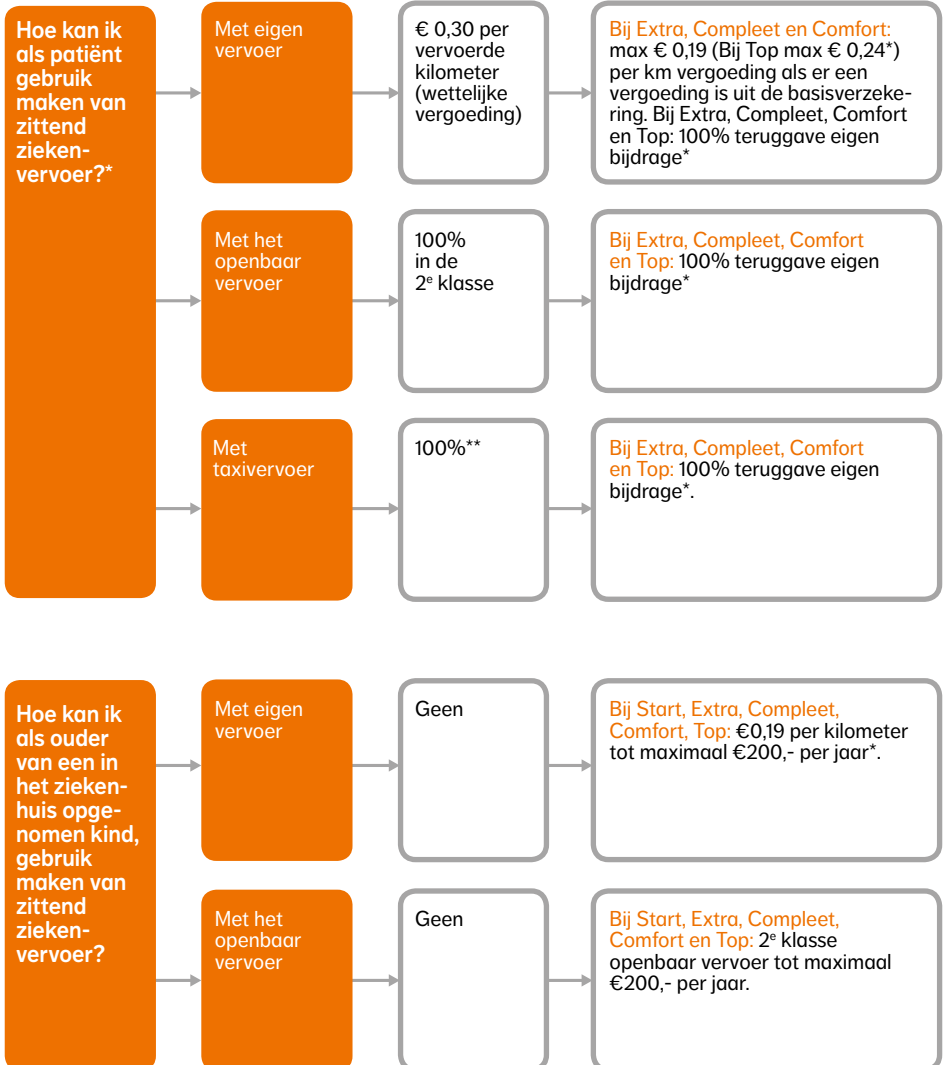 Hoe kan ik
als patiënt
gebruik
maken van
zittend
zieken-
vervoer?*
Met eigen
vervoer
€ 0,30 per
vervoerde
kilometer
(wettelijke
vergoeding)
Bij Extra, Compleet en Comfort:
max € 0,19 (Bij Top max € 0,24*)
per km vergoeding als er een
vergoeding is uit de basisverzeke-
ring. Bij Extra, Compleet, Comfort
en Top: 100% teruggave eigen
bijdrage*
Met het
openbaar
vervoer
100%
in de
2e klasse
Bij Extra, Compleet, Comfort
en Top: 100% teruggave eigen
bijdrage*
Met
taxivervoer
100%**
Bij Extra, Compleet, Comfort
en Top: 100% teruggave eigen
bijdrage*.
Hoe kan ik
als ouder
van een in
het zieken-
huis opge-
nomen kind,
gebruik
maken van
zittend
zieken-
vervoer?
Met eigen
vervoer
Geen
Bij Start, Extra, Compleet,
Comfort, Top: €0,19 per kilometer
tot maximaal €200,- per jaar*.
Met het
openbaar
vervoer
Geen
Bij Start, Extra, Compleet,
Comfort en Top: 2e klasse
openbaar vervoer tot maximaal
€200,- per jaar.